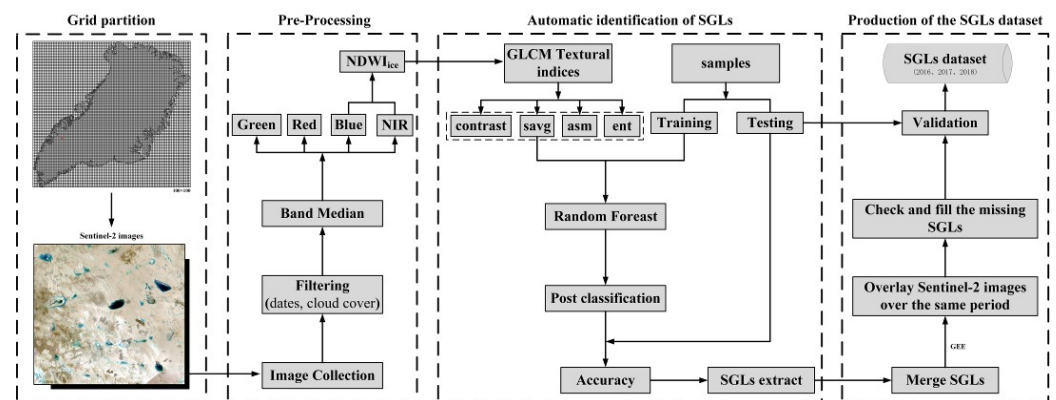 Grid partition
Sentinel-2 images
Pre-Processing
NDWIice
Green
Red
Blue
NIR
Band Median
Filtering
(dates, cloud cover)
Image Collection
Automatic identification of SGLs
GLCM Textural
indices
samples
contrast
savg
asm
ent
Training
Testing
Random Foreast
Post classification
Accuracy
SGLs extract
Production of the SGLs dataset
SGLs dataset
(2016、2017、2018)
Validation
Check and fill the missing
SGLs
Overlay Sentinel-2 images
over the same period
GEE
Merge SGLs